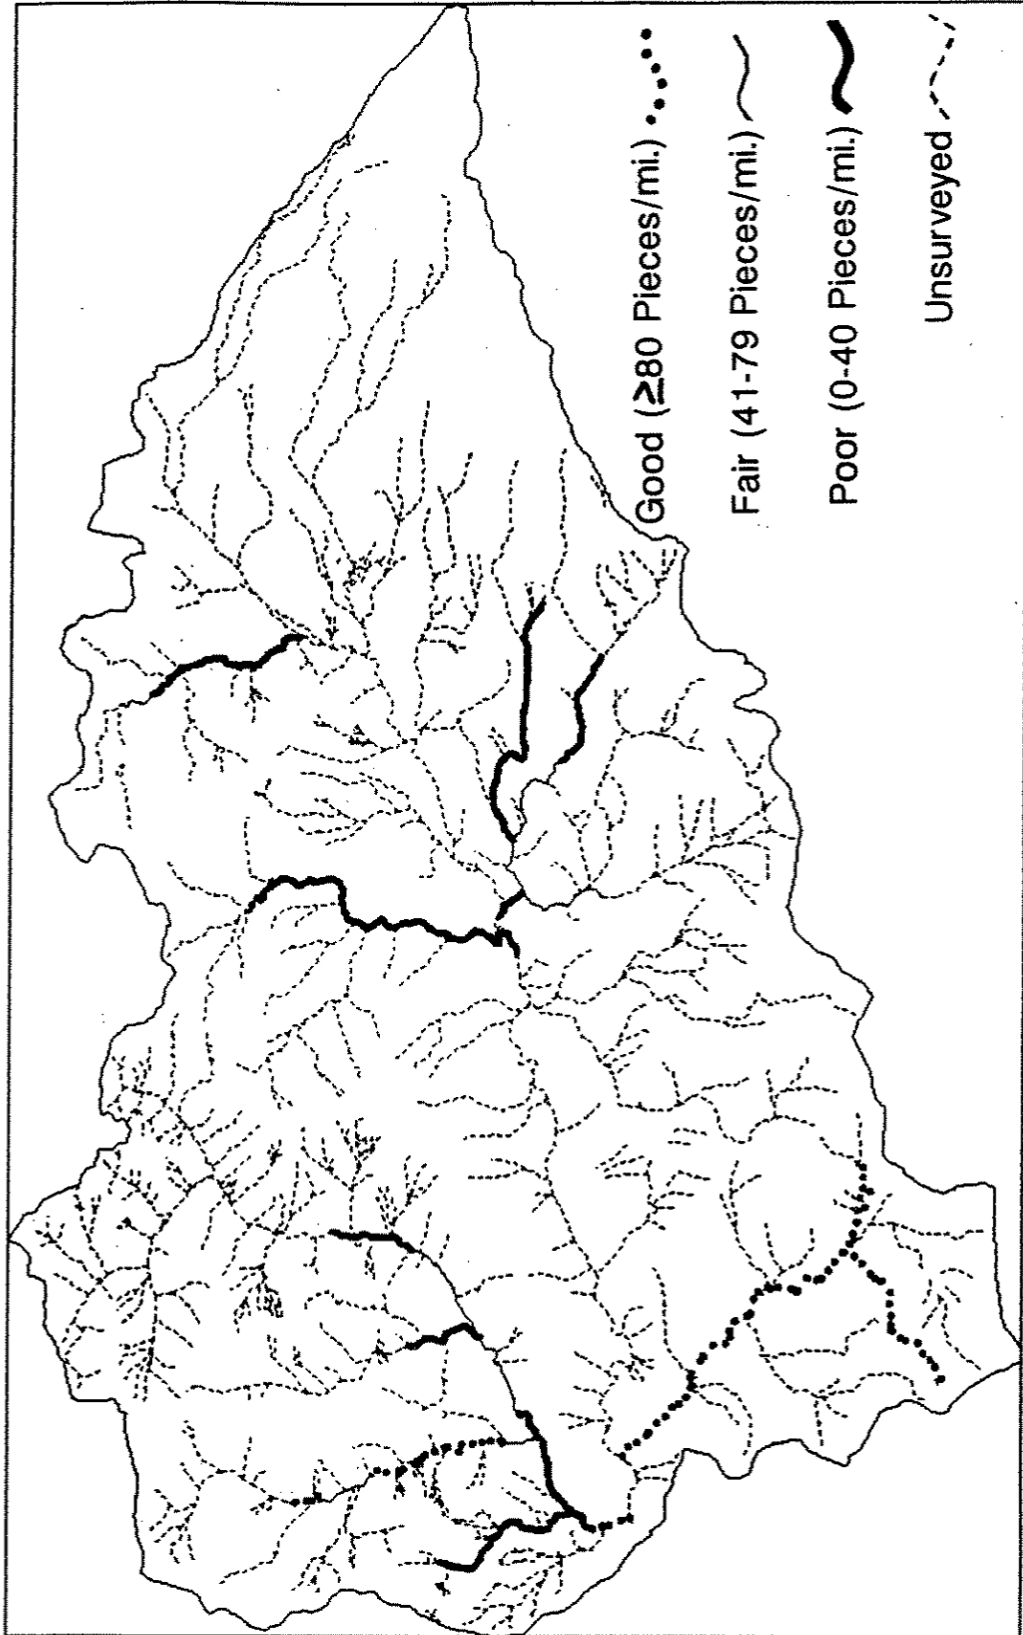 Good (≥80 Pieces/mi.)
Fair (41-79 Pieces/mi.)
Poor (0-40 Pieces/mi.)
Unsurveyed